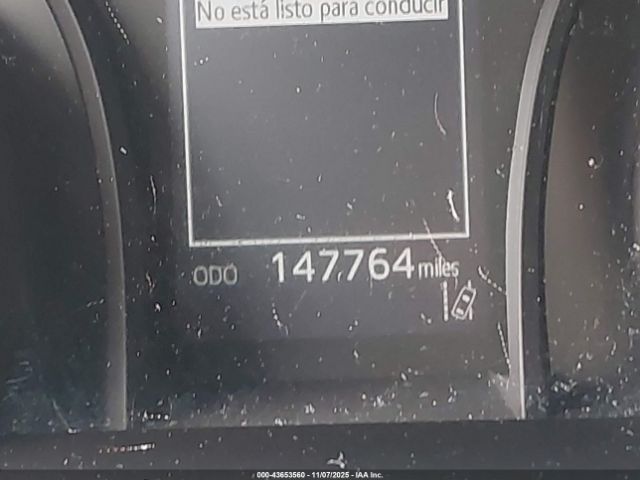 No está listo para conducir
ODO 147764 miles
000-43653560 - 11/07/2025 - IAA Inc.